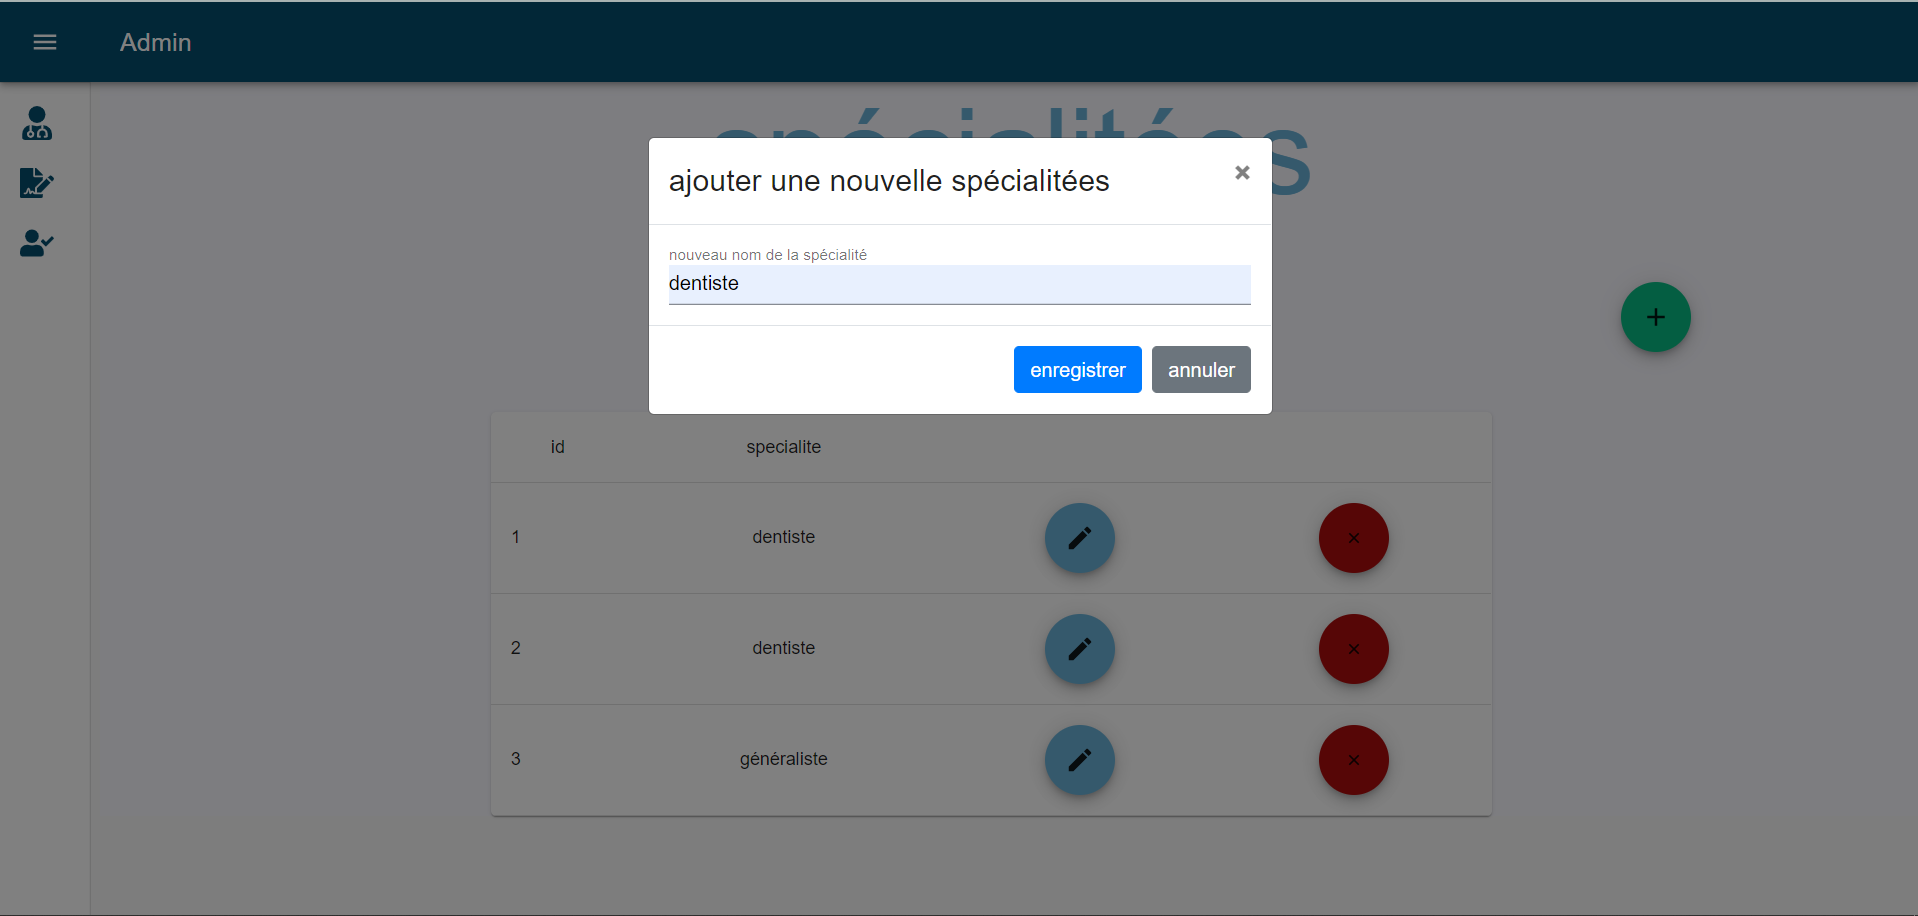 Admin
spécialitées
ajouter une nouvelle spécialitées
nouveau nom de la spécialité
dentiste
enregistrer annuler
id specialite
1 dentiste
2 dentiste
3 généraliste